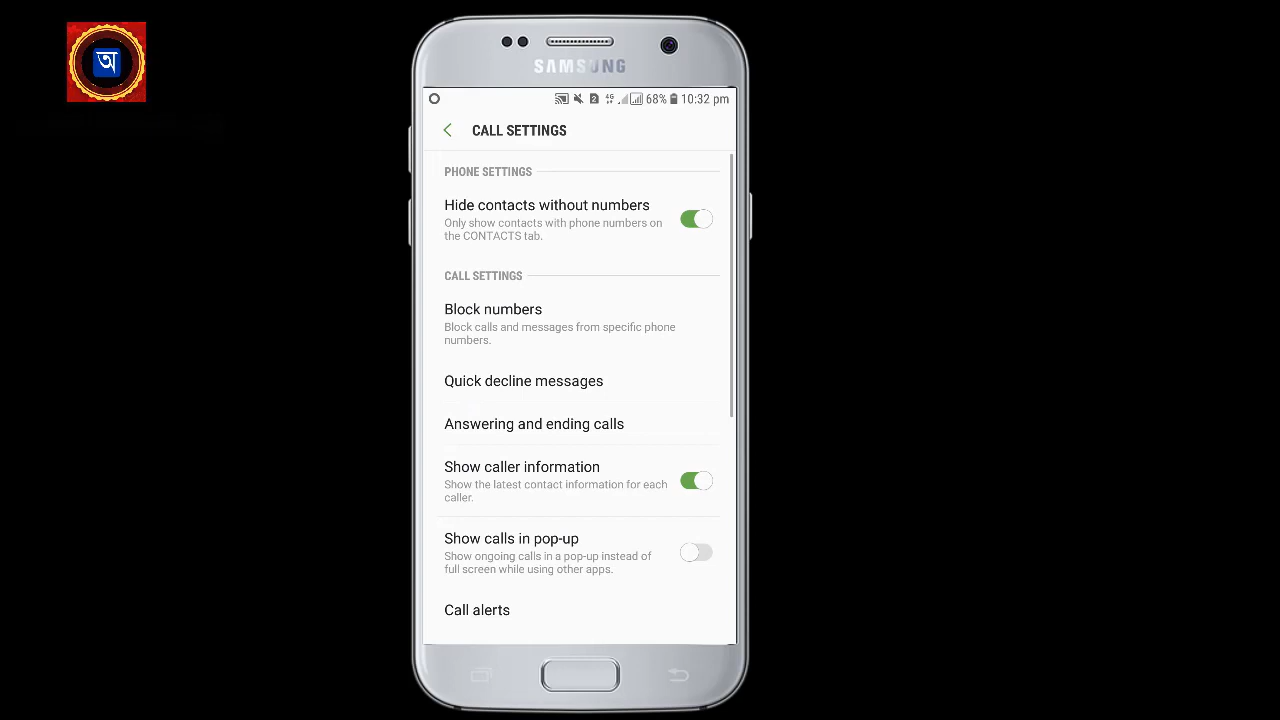 অ
SAMSUNG
2 4G 68% 10:32 pm
CALL SETTINGS
PHONE SETTINGS
Hide contacts without numbers
Only show contacts with phone numbers on
the CONTACTS tab.
CALL SETTINGS
Block numbers
Block calls and messages from specific phone
numbers.
Quick decline messages
Answering and ending calls
Show caller information
Show the latest contact information for each
caller.
Show calls in pop-up
Show ongoing calls in a pop-up instead of
full screen while using other apps.
Call alerts